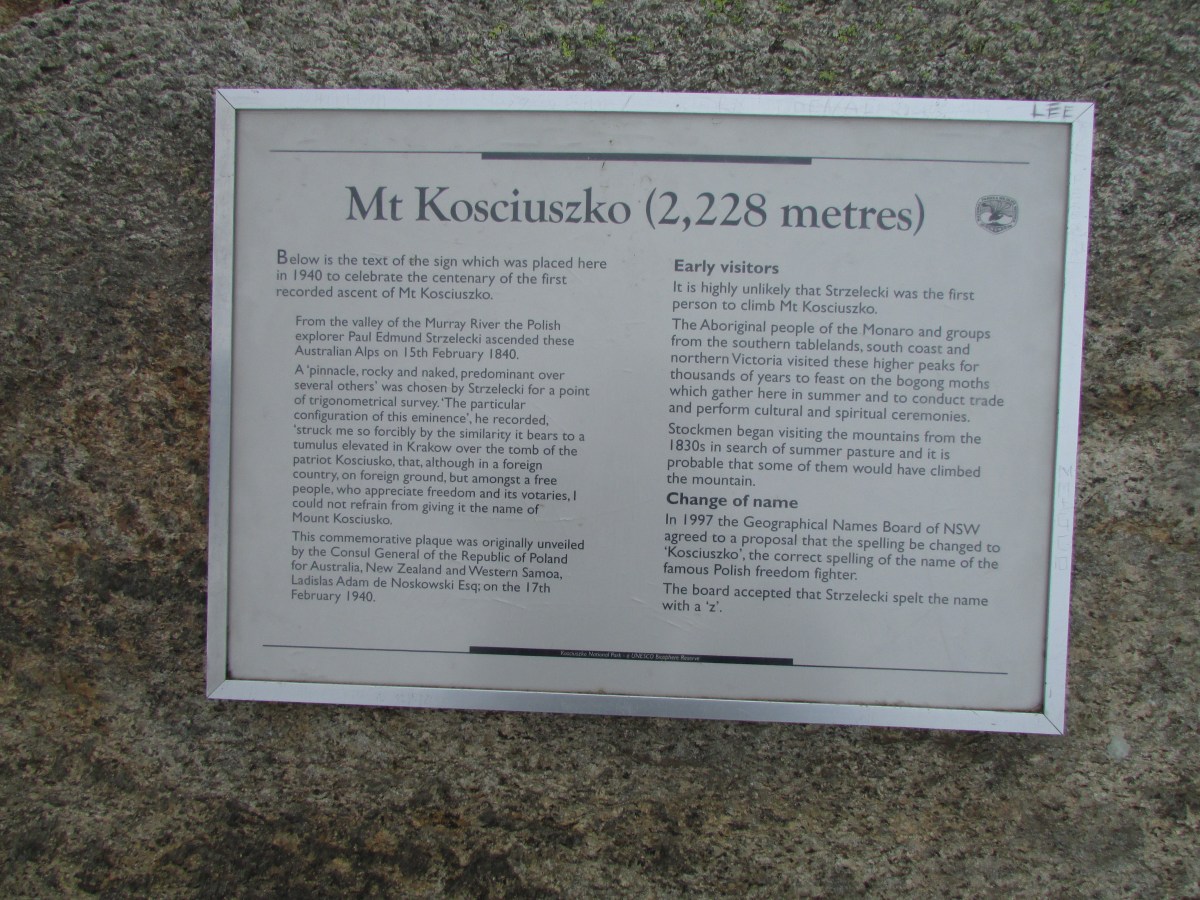 LEE
Mt Kosciuszko (2,228 metres)
Below is the text of the sign which was placed here
in 1940 to celebrate the centenary of the first
recorded ascent of Mt Kosciuszko.
From the valley of the Murray River the Polish
explorer Paul Edmund Strzelecki ascended these
Australian Alps on 15th February 1840.
A 'pinnacle, rocky and naked, predominant over
several others' was chosen by Strzelecki for a point
of trigonometrical survey. 'The particular
configuration of this eminence', he recorded,
'struck me so forcibly by the similarity it bears to a
tumulus elevated in Krakow over the tomb of the
patriot Kosciusko, that, although in a foreign
country, on foreign ground, but amongst a free
people, who appreciate freedom and its votaries, I
could not refrain from giving it the name of
Mount Kosciusko.
This commemorative plaque was originally unveiled
by the Consul General of the Republic of Poland
for Australia, New Zealand and Western Samoa,
Ladislas Adam de Noskowski Esq; on the 17th
February 1940.
Early visitors
It is highly unlikely that Strzelecki was the first
person to climb Mt Kosciuszko.
The Aboriginal people of the Monaro and groups
from the southern tablelands, south coast and
northern Victoria visited these higher peaks for
thousands of years to feast on the bogong moths
which gather here in summer and to conduct trade
and perform cultural and spiritual ceremonies.
Stockmen began visiting the mountains from the
1830s in search of summer pasture and it is
probable that some of them would have climbed
the mountain.
Change of name
In 1997 the Geographical Names Board of NSW
agreed to a proposal that the spelling be changed to
'Kosciuszko', the correct spelling of the name of the
famous Polish freedom fighter.
The board accepted that Strzelecki spelt the name
with a 'z'.
Kosciuszko National Park - a UNESCO Biosphere Reserve